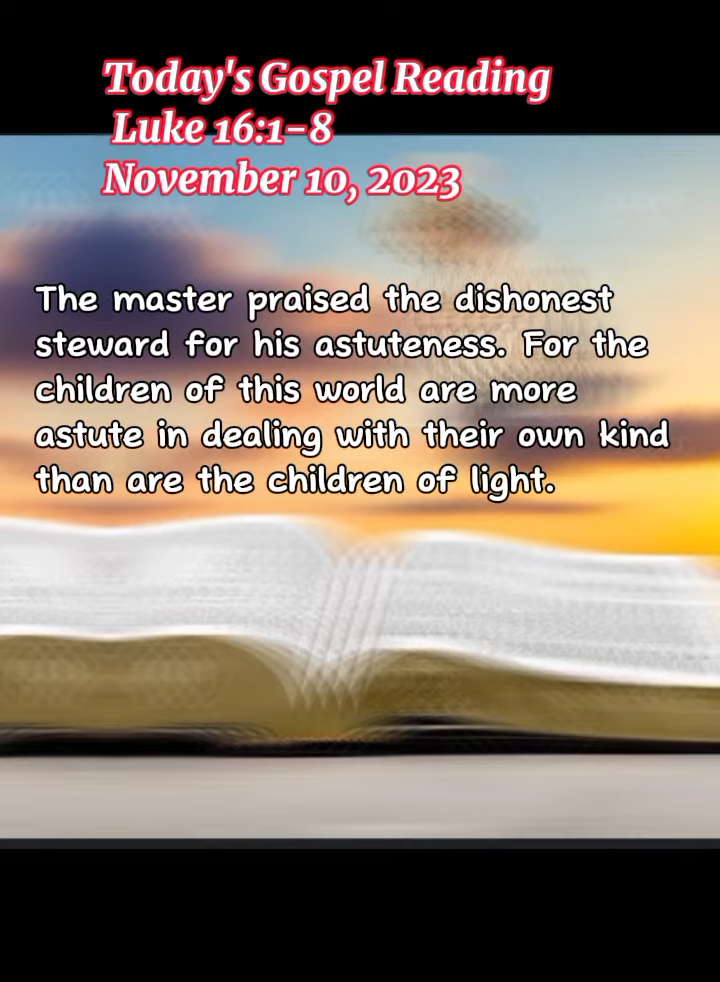 Today's Gospel Reading
Luke 16:1-8
November 10, 2023
The master praised the dishonest
steward for his astuteness. For the
children of this world are more
astute in dealing with their own kind
than are the children of light.